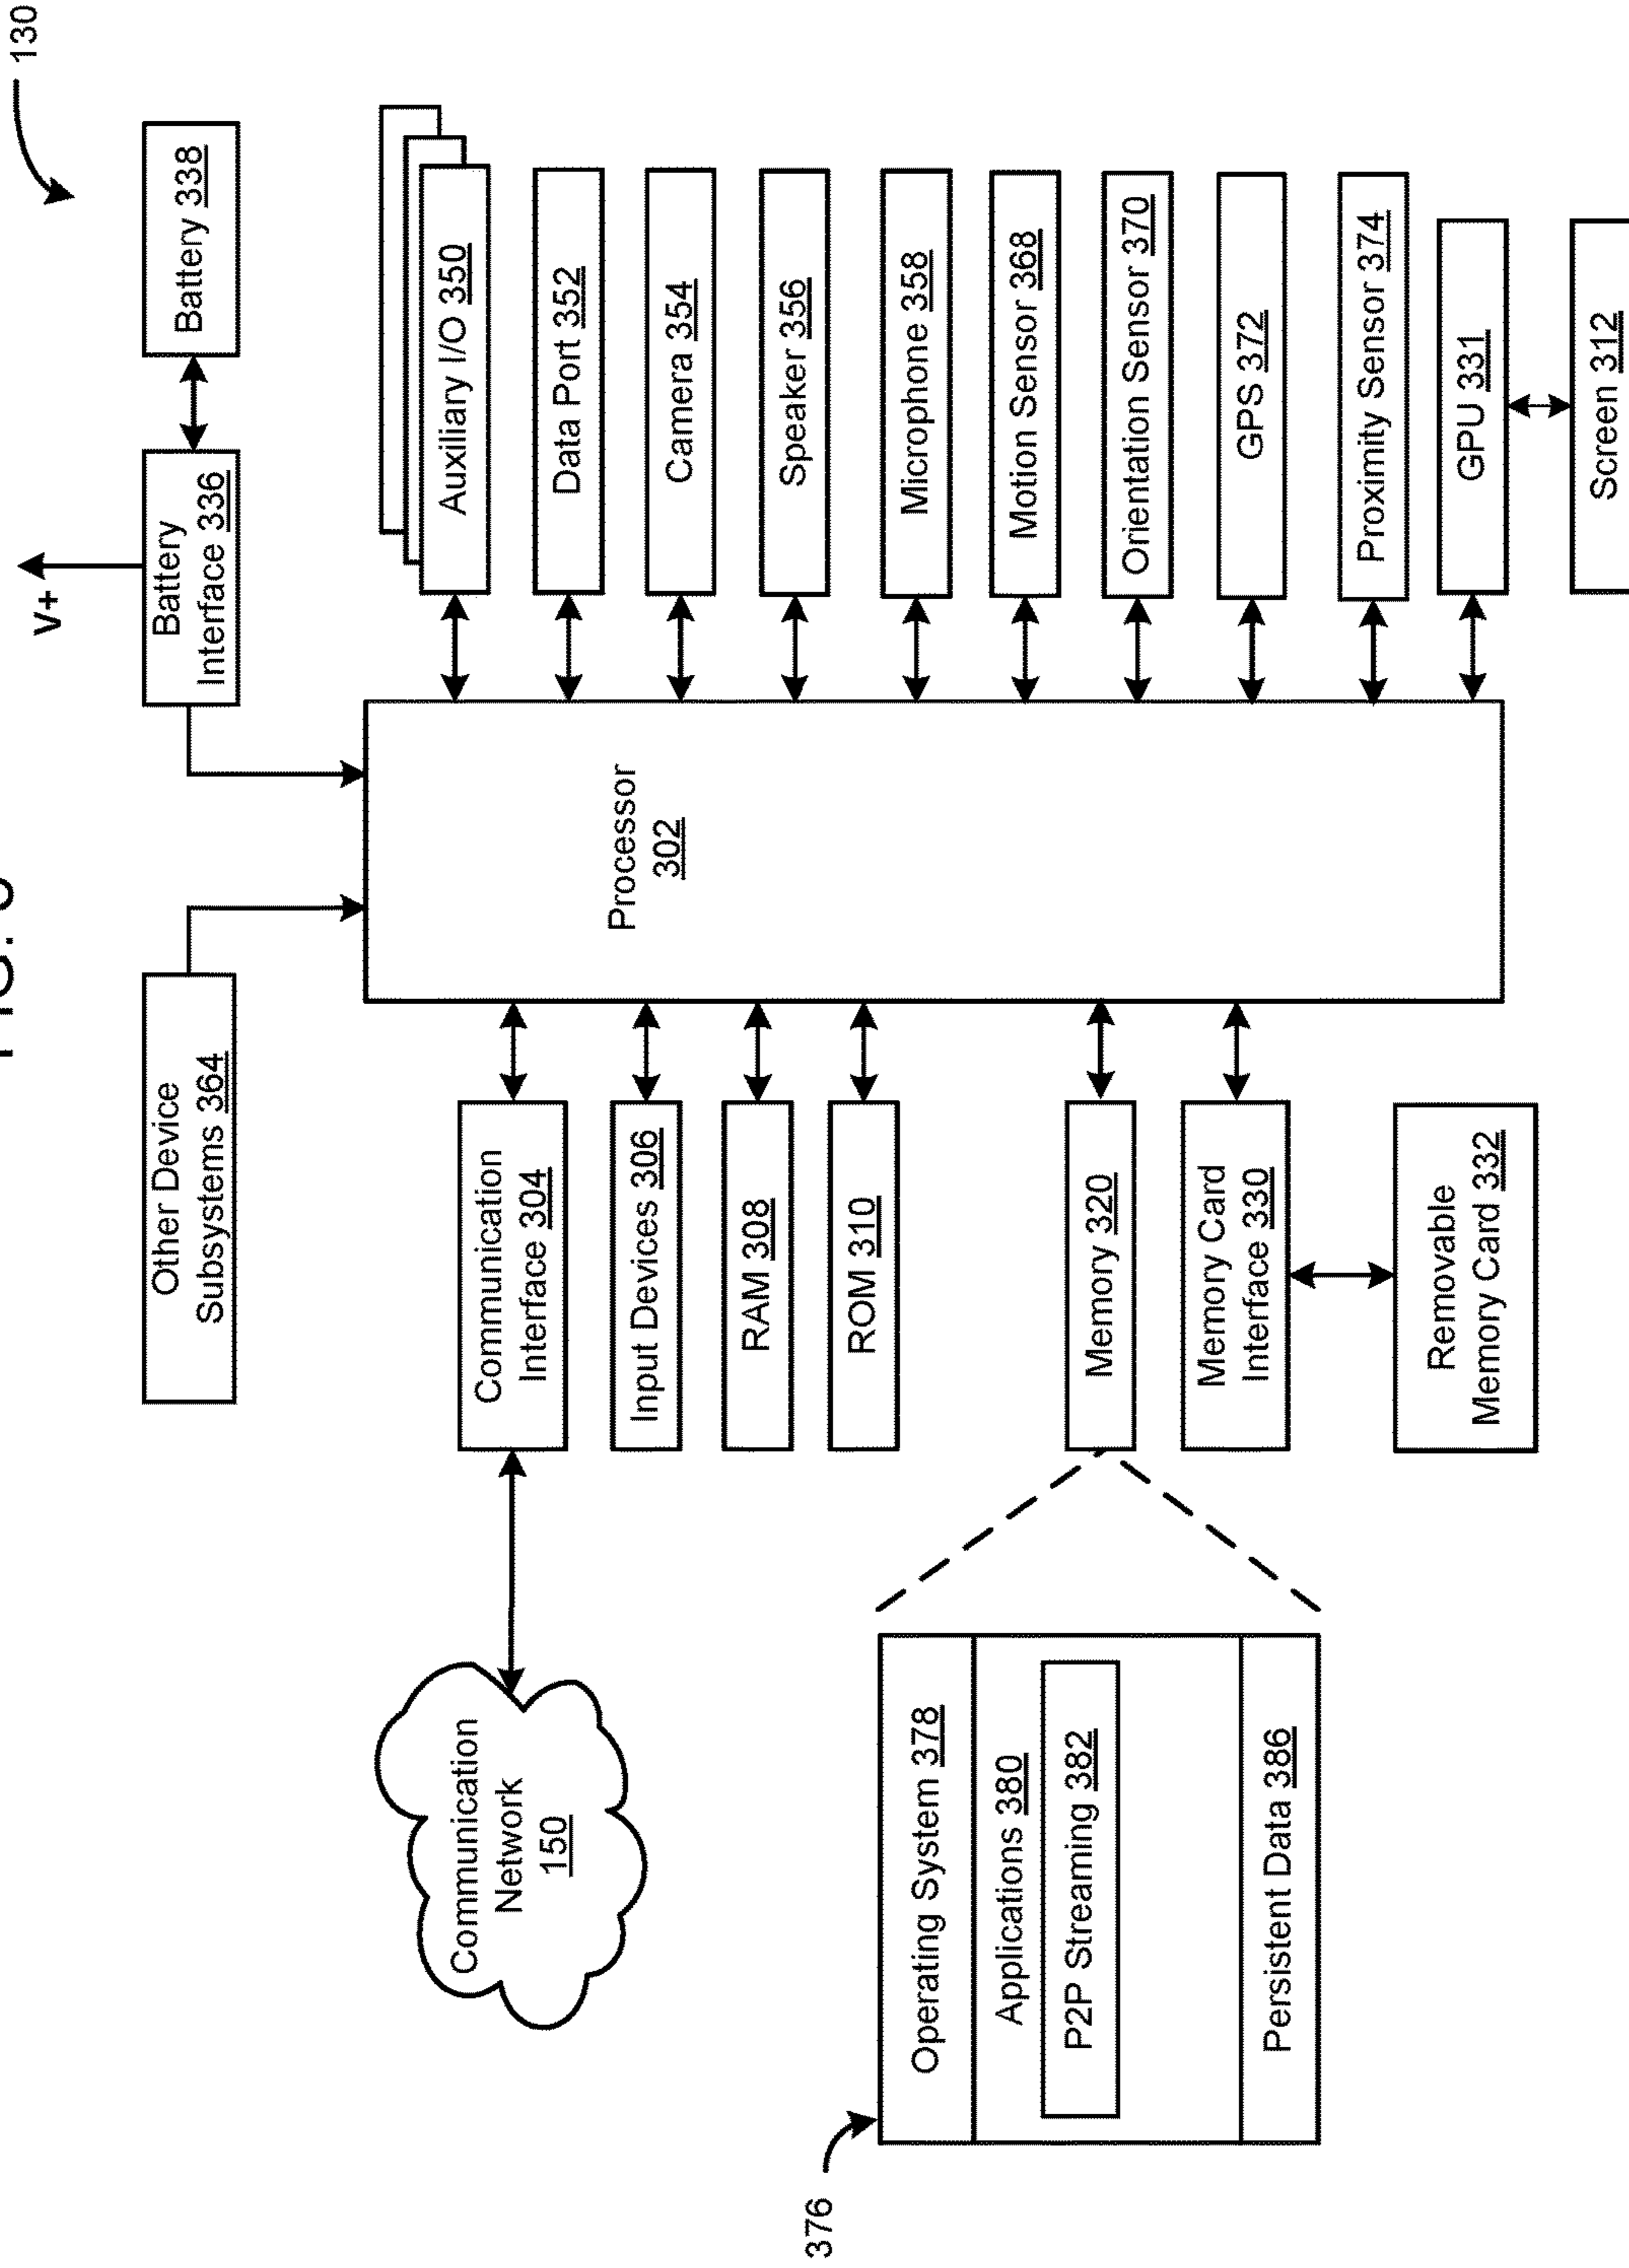 FIG.
130
V+
Other Device
Subsystems 364
Battery
Interface 336
Battery 338
Communication
Network
150
Communication
Interface 304
Input Devices 306
RAM 308
ROM 310
Memory 320
Memory Card
Interface 330
Removable
Memory Card 332
Processor
302
Auxiliary I/O 350
Data Port 352
Camera 354
Speaker 356
Microphone 358
Motion Sensor 368
Orientation Sensor 370
GPS 372
Proximity Sensor 374
GPU 331
Screen 312
376
Operating System 378
Applications 380
P2P Streaming 382
Persistent Data 386